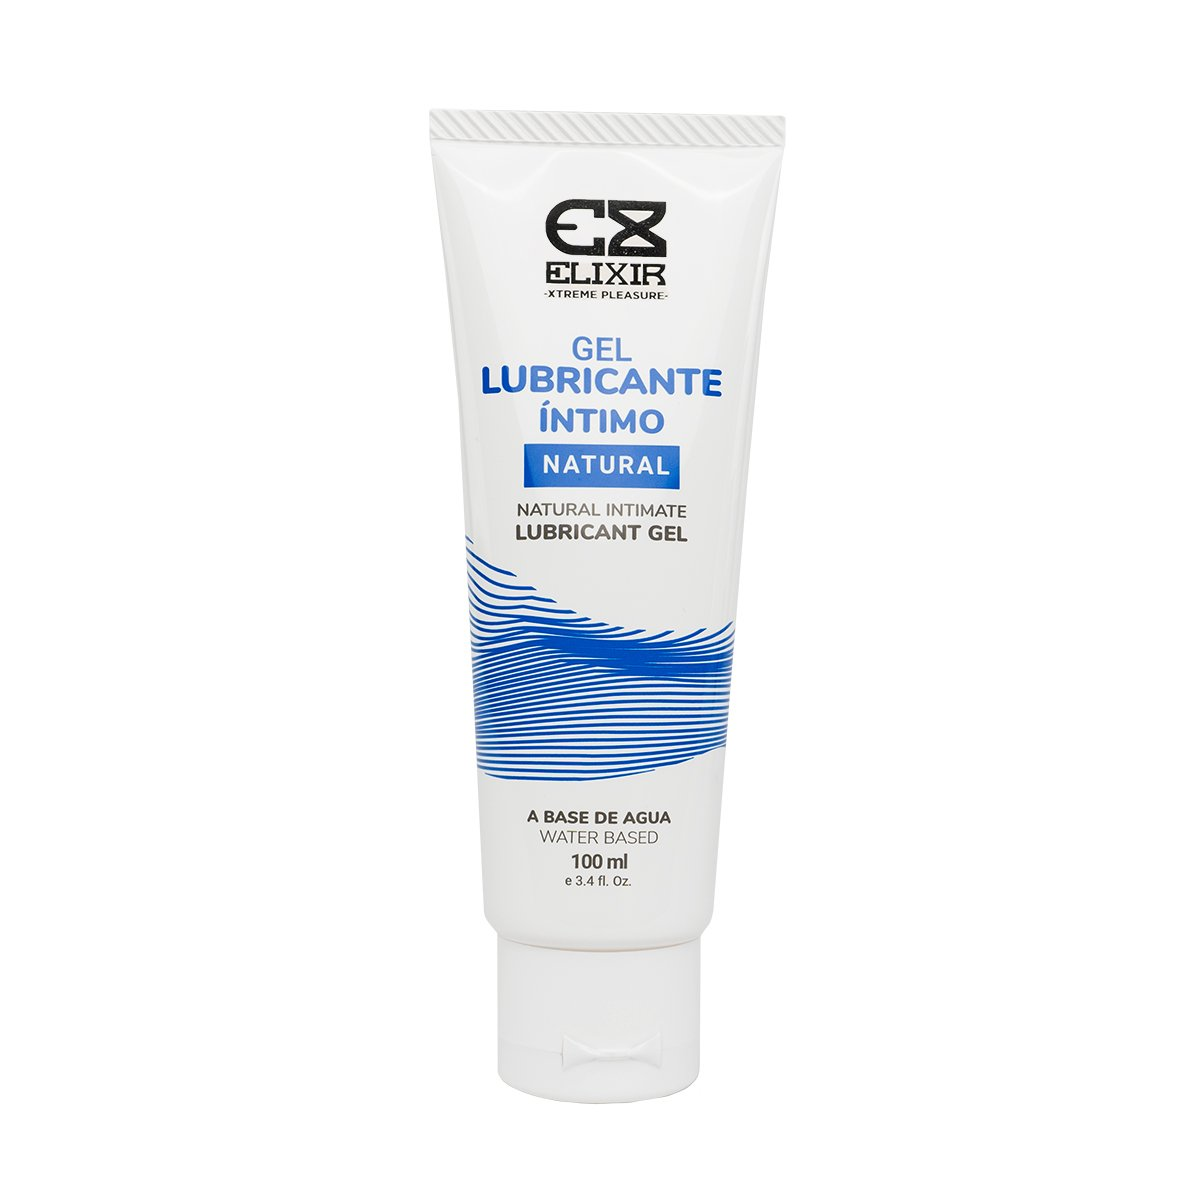 EX
ELIXIR
-XTREME PLEASURE-
GEL
LUBRICANTE
ÍNTIMO
NATURAL
NATURAL INTIMATE
LUBRICANT GEL
A BASE DE AGUA
WATER BASED
100 ml
e 3.4 fl. Oz.